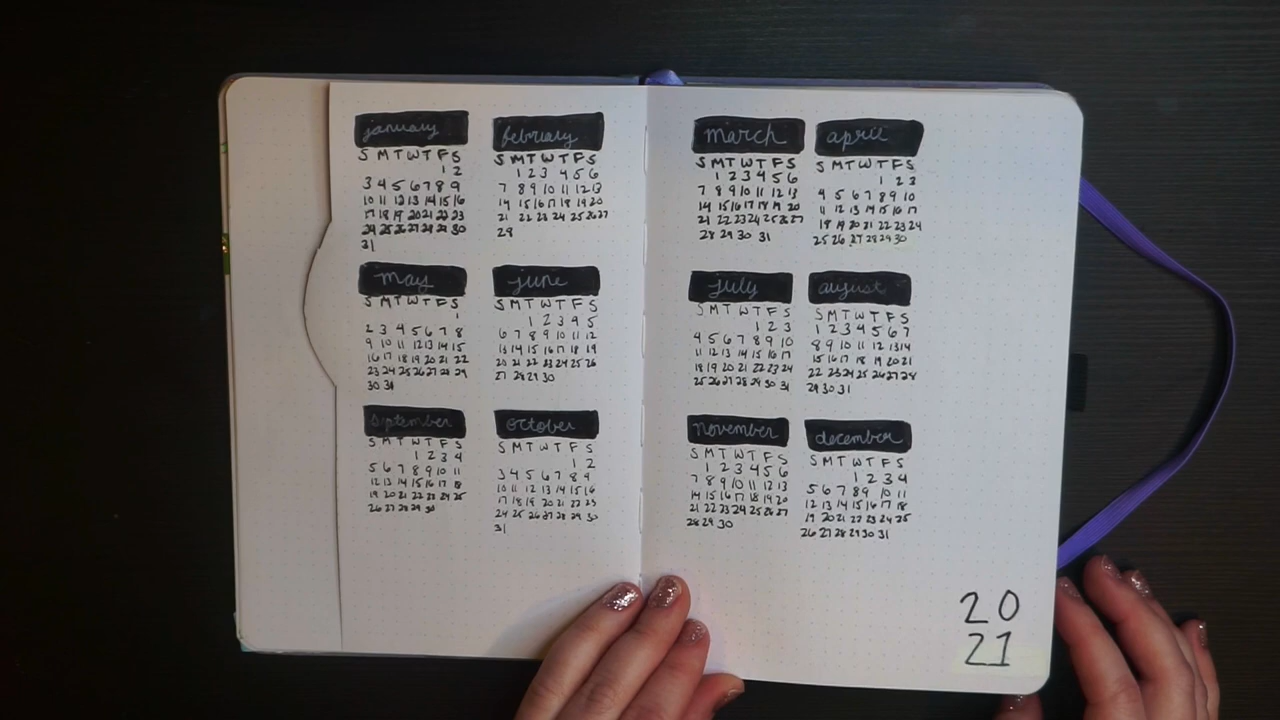 january
S M T W T F S
1 2
3 4 5 6 7 8 9
10 11 12 13 14 15 16
17 18 19 20 21 22 23
24 25 26 27 28 29 30
31
february
S M T W T F S
1 2 3 4 5 6
7 8 9 10 11 12 13
14 15 16 17 18 19 20
21 22 23 24 25 26 27
28
may
S M T W T F S
1
2 3 4 5 6 7 8
9 10 11 12 13 14 15
16 17 18 19 20 21 22
23 24 25 26 27 28 29
30 31
june
S M T W T F S
1 2 3 4 5
6 7 8 9 10 11 12
13 14 15 16 17 18 19
20 21 22 23 24 25 26
27 28 29 30
september
S M T W T F S
1 2 3 4
5 6 7 8 9 10 11
12 13 14 15 16 17 18
19 20 21 22 23 24 25
26 27 28 29 30
october
S M T W T F S
1 2
3 4 5 6 7 8 9
10 11 12 13 14 15 16
17 18 19 20 21 22 23
24 25 26 27 28 29 30
31
march
S M T W T F S
1 2 3 4 5 6
7 8 9 10 11 12 13
14 15 16 17 18 19 20
21 22 23 24 25 26 27
28 29 30 31
april
S M T W T F S
1 2 3
4 5 6 7 8 9 10
11 12 13 14 15 16 17
18 19 20 21 22 23 24
25 26 27 28 29 30
july
S M T W T F S
1 2 3
4 5 6 7 8 9 10
11 12 13 14 15 16 17
18 19 20 21 22 23 24
25 26 27 28 29 30 31
august
S M T W T F S
1 2 3 4 5 6 7
8 9 10 11 12 13 14
15 16 17 18 19 20 21
22 23 24 25 26 27 28
29 30 31
november
S M T W T F S
1 2 3 4 5 6
7 8 9 10 11 12 13
14 15 16 17 18 19 20
21 22 23 24 25 26 27
28 29 30
december
S M T W T F S
1 2 3 4
5 6 7 8 9 10 11
12 13 14 15 16 17 18
19 20 21 22 23 24 25
26 27 28 29 30 31
20
21